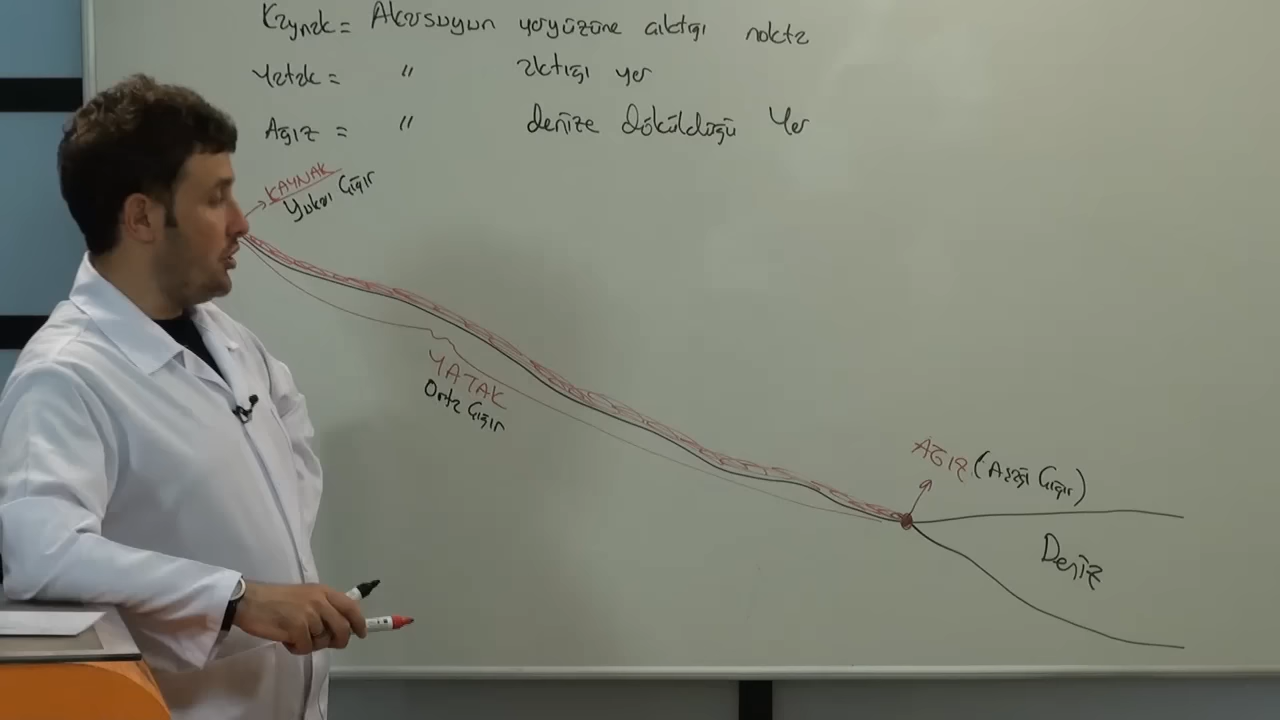 Kaynak = Akarsuyun yeryüzüne çıktığı nokta
Yatak = " aktığı yer
Ağız = " denize döküldüğü Yer
KAYNAK
Yukarı Çığır
YATAK
Orta Çığır
AĞIZ (Aşağı Çığır)
Deniz